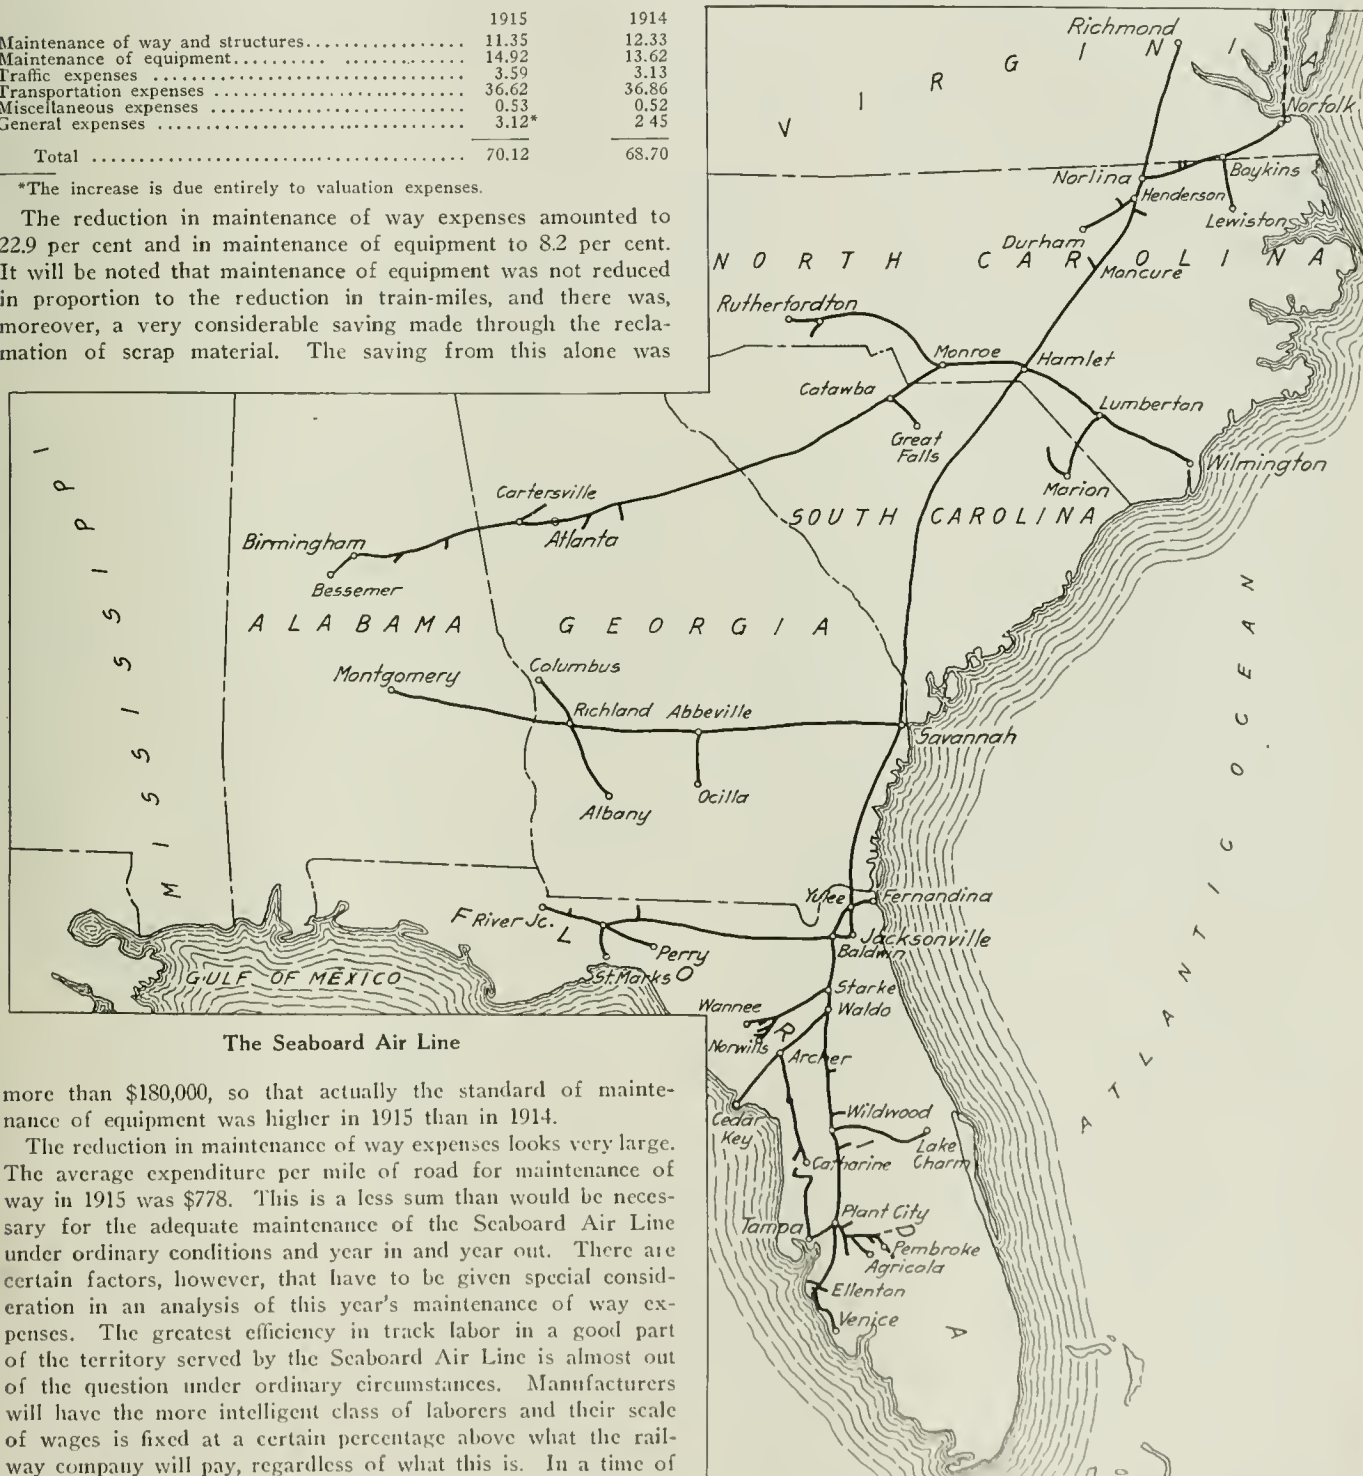 1915 1914
Maintenance of way and structures.................. 11.35 12.33
Maintenance of equipment.......... .............. 14.92 13.62
Traffic expenses .................................. 3.59 3.13
Transportation expenses ........................... 36.62 36.86
Miscellaneous expenses ............................ 0.53 0.52
General expenses .................................. 3.12* 2 45
Total ......................................... 70.12 68.70
*The increase is due entirely to valuation expenses.
The reduction in maintenance of way expenses amounted to
22.9 per cent and in maintenance of equipment to 8.2 per cent.
It will be noted that maintenance of equipment was not reduced
in proportion to the reduction in train-miles, and there was,
moreover, a very considerable saving made through the recla-
mation of scrap material. The saving from this alone was
Richmond
VIRGINIA
Norfolk
Norlina
Boykins
Henderson
Lewiston
Durham
NORTH CAROLINA
Moncure
Rutherfordton
Monroe
Hamlet
Catawba
Lumberton
Great
Falls
Wilmington
Marion
Cartersville
SOUTH CAROLINA
Birmingham
Atlanta
Bessemer
MISSISSIPPI
ALABAMA
GEORGIA
ATLANTIC OCEAN
Columbus
Montgomery
Richland
Abbeville
Savannah
Albany
Ocilla
Yulee
Fernandina
FLORIDA
River Jc.
Jacksonville
Baldwin
Perry
St. Marks
GULF OF MEXICO
Starke
Wannee
Waldo
Norwills
Archer
Cedar
Key
Wildwood
Lake
Charm
Catharine
Plant City
Tampa
Pembroke
Agricola
Ellenton
Venice
The Seaboard Air Line
more than $180,000, so that actually the standard of mainte-
nance of equipment was higher in 1915 than in 1914.
The reduction in maintenance of way expenses looks very large.
The average expenditure per mile of road for maintenance of
way in 1915 was $778. This is a less sum than would be neces-
sary for the adequate maintenance of the Seaboard Air Line
under ordinary conditions and year in and year out. There are
certain factors, however, that have to be given special consid-
eration in an analysis of this year's maintenance of way ex-
penses. The greatest efficiency in track labor in a good part
of the territory served by the Seaboard Air Line is almost out
of the question under ordinary circumstances. Manufacturers
will have the more intelligent class of laborers and their scale
of wages is fixed at a certain percentage above what the rail-
way company will pay, regardless of what this is. In a time of